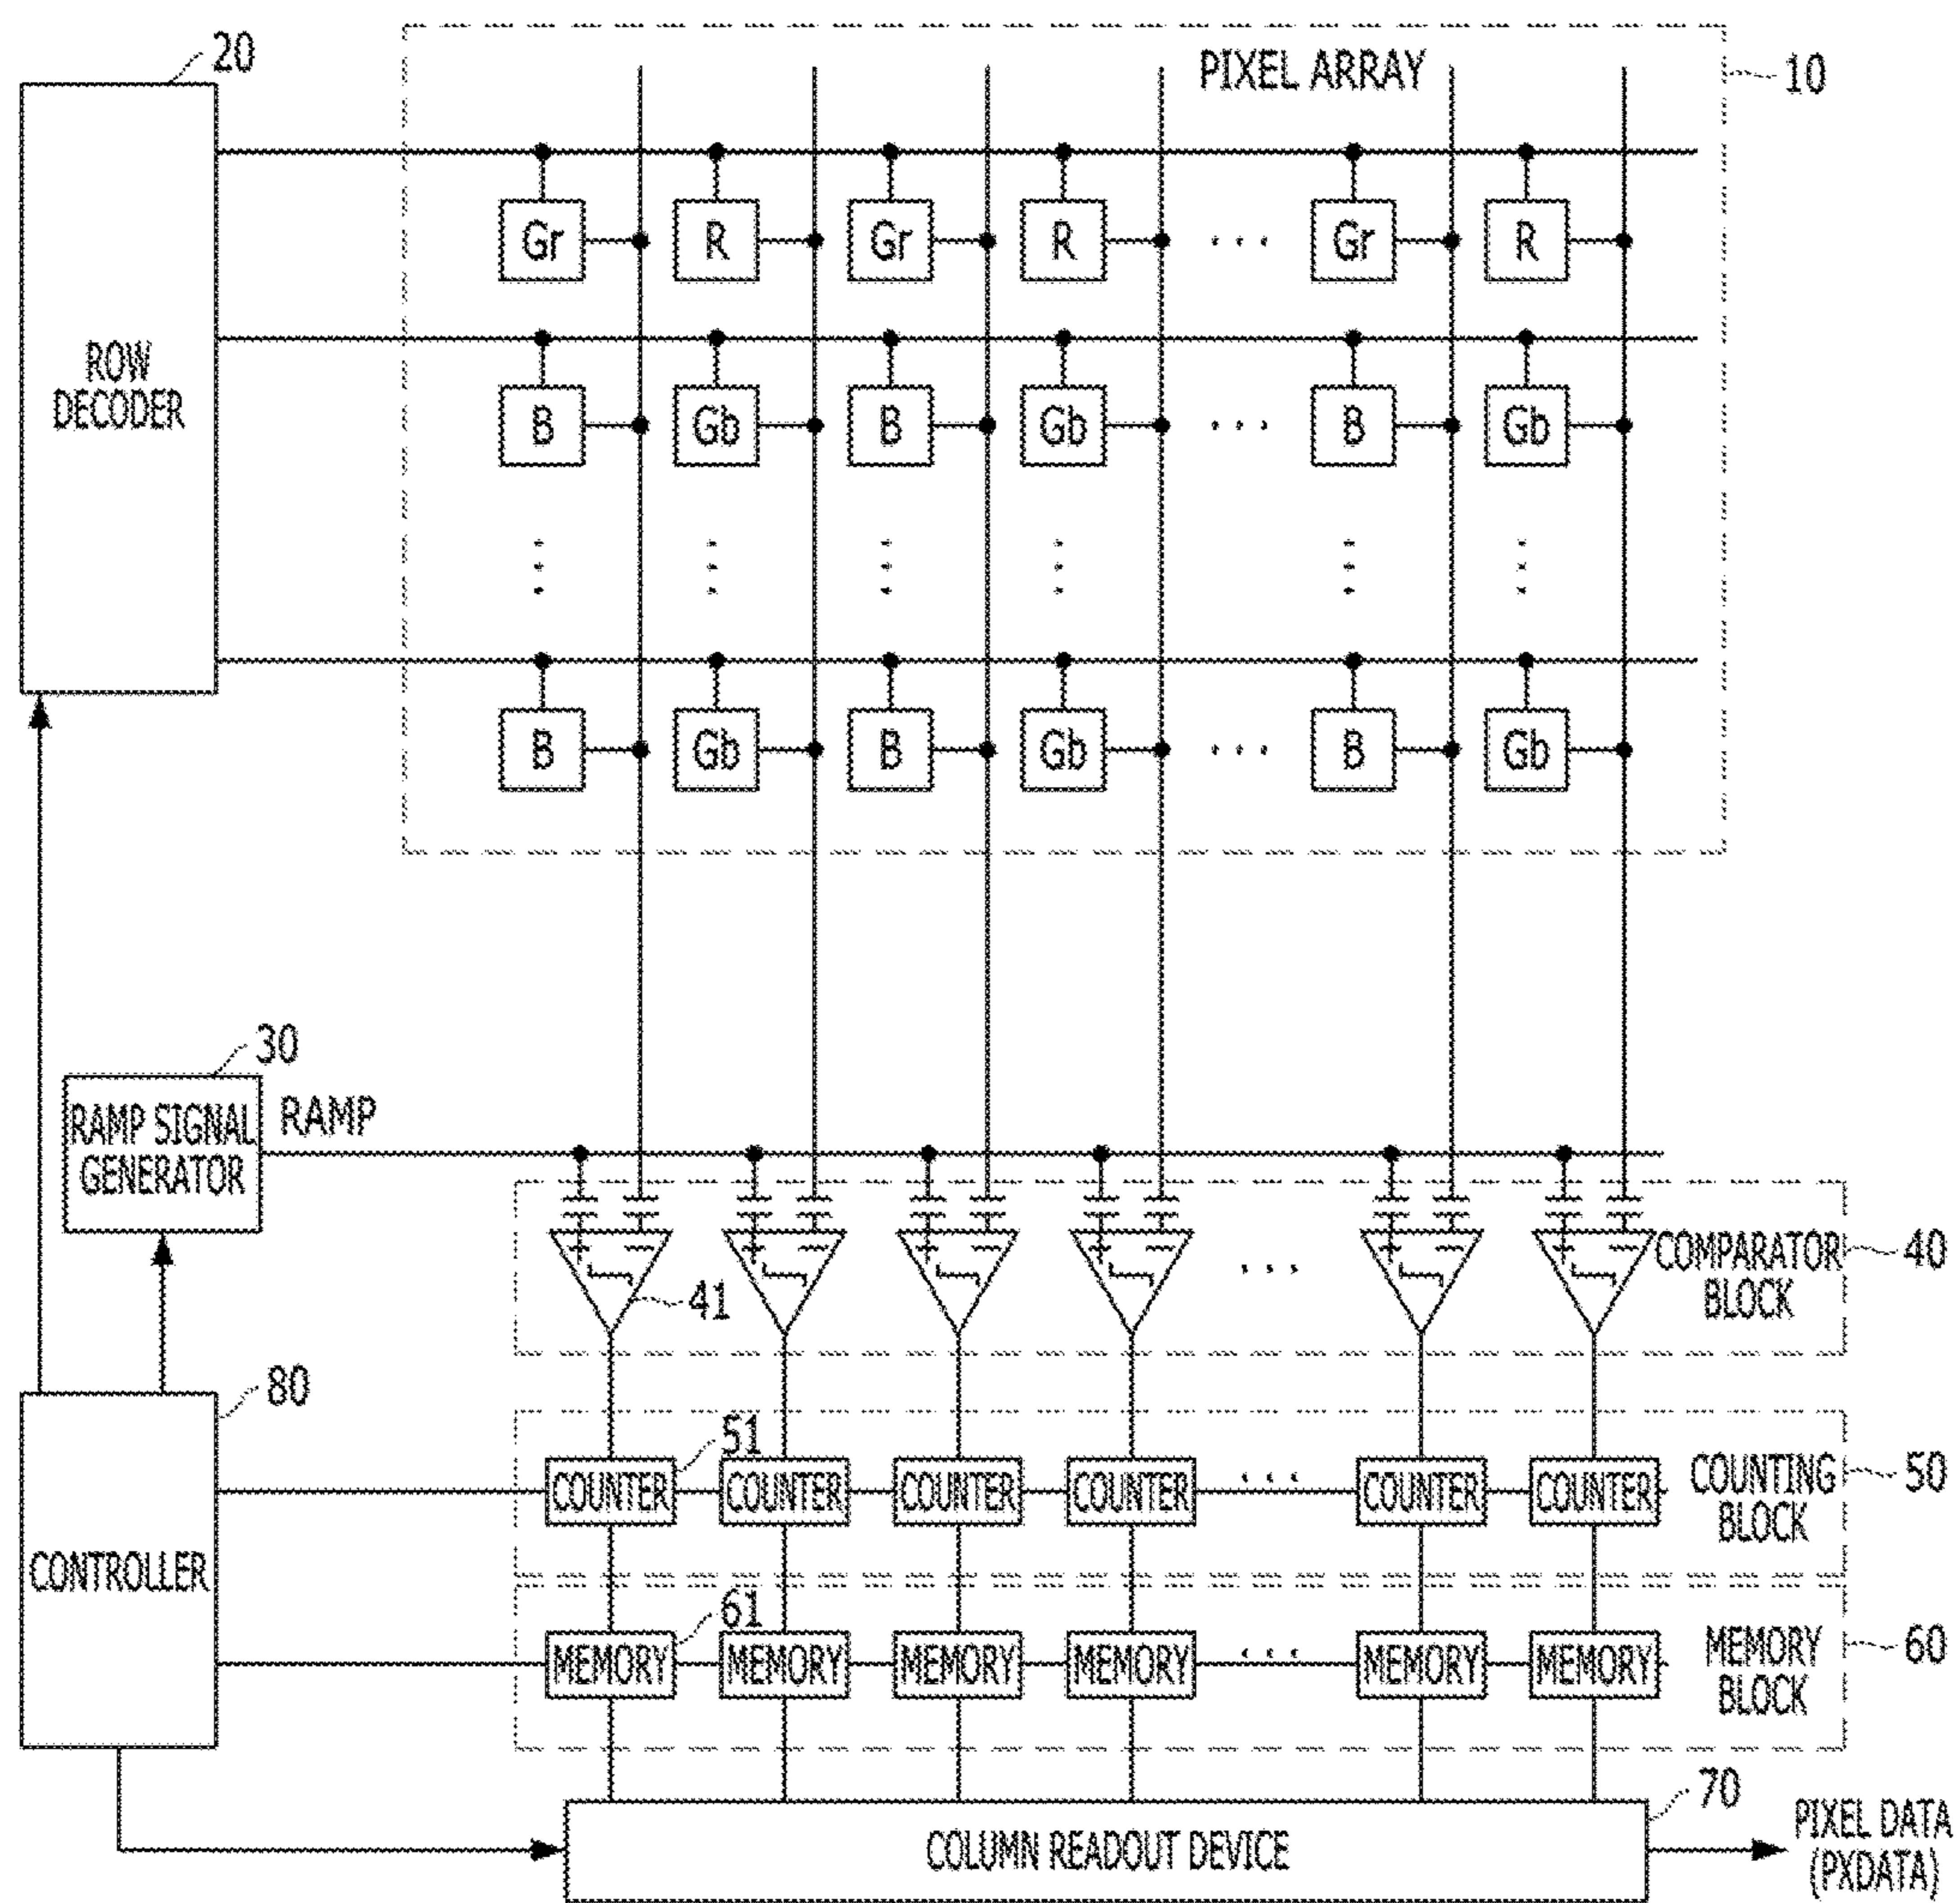 20
PIXEL ARRAY
10
Gr R Gr R ... Gr R
ROW
DECODER
B Gb B Gb ... B Gb
B Gb B Gb ... B Gb
30
RAMP SIGNAL
GENERATOR
RAMP
+ − + − + − + − + − + −
41
...
COMPARATOR
BLOCK
40
80
CONTROLLER
51
COUNTER COUNTER COUNTER COUNTER ... COUNTER COUNTER
COUNTING
BLOCK
50
61
MEMORY MEMORY MEMORY MEMORY ... MEMORY MEMORY
MEMORY
BLOCK
60
70
COLUMN READOUT DEVICE
PIXEL DATA
(PXDATA)